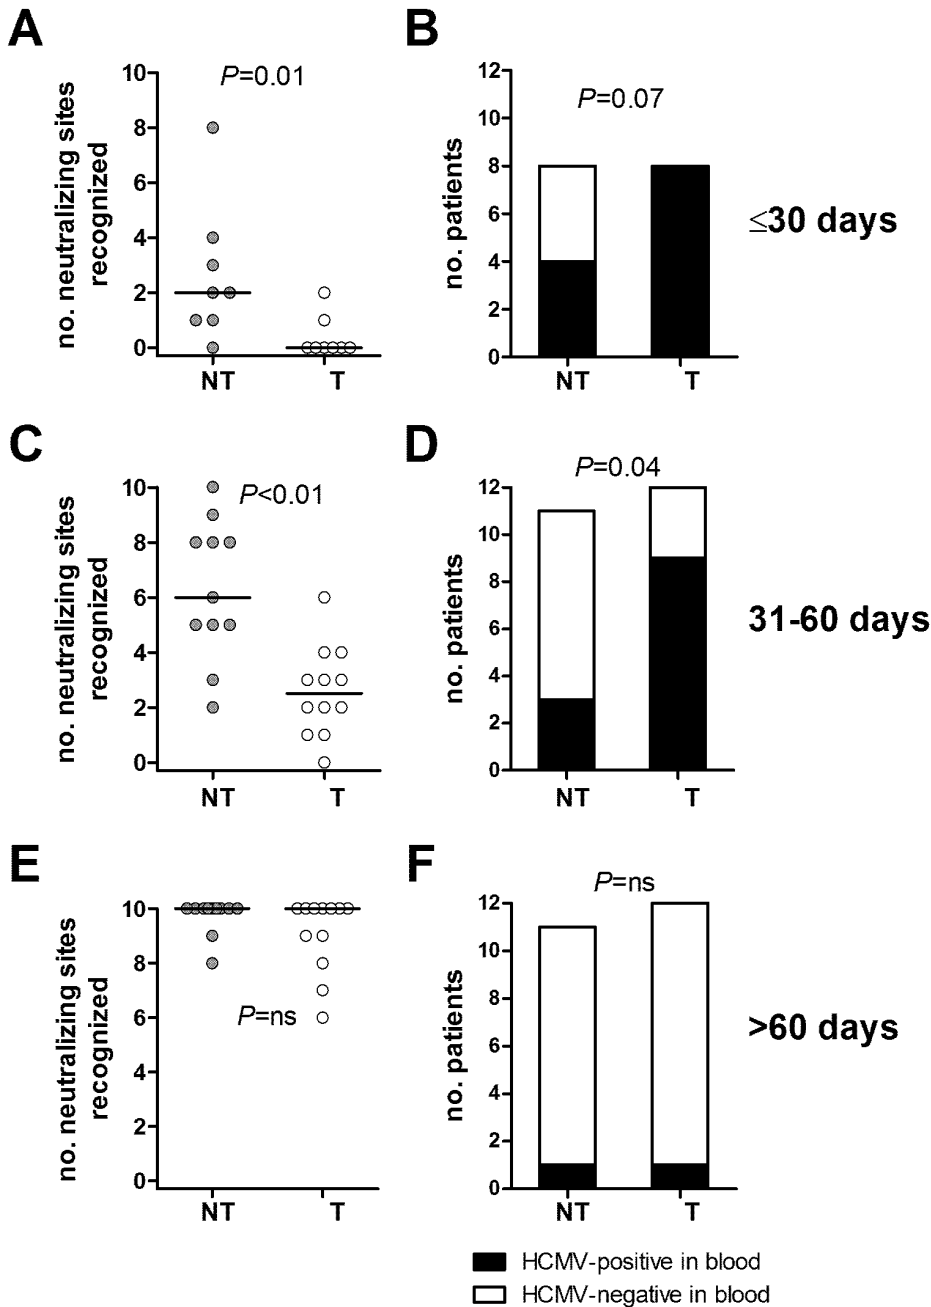 A
no. neutralizing sites
recognized
P=0.01
10
8
6
4
2
0
NT T
B
no. patients
P=0.07
12
10
8
6
4
2
0
NT T
≤30 days
C
no. neutralizing sites
recognized
P<0.01
10
8
6
4
2
0
NT T
D
no. patients
P=0.04
12
10
8
6
4
2
0
NT T
31-60 days
E
no. neutralizing sites
recognized
10
8
6
4
2
0
P=ns
NT T
F
no. patients
P=ns
12
10
8
6
4
2
0
NT T
>60 days
HCMV-positive in blood
HCMV-negative in blood